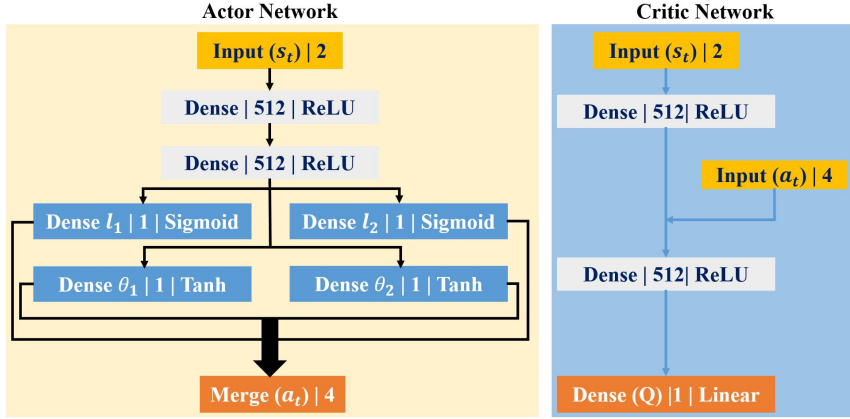 Actor Network
Input (s_t) | 2
Dense | 512 | ReLU
Dense | 512 | ReLU
Dense l_1 | 1 | Sigmoid
Dense l_2 | 1 | Sigmoid
Dense θ_1 | 1 | Tanh
Dense θ_2 | 1 | Tanh
Merge (a_t) | 4
Critic Network
Input (s_t) | 2
Dense | 512| ReLU
Input (a_t) | 4
Dense | 512| ReLU
Dense (Q) |1 | Linear